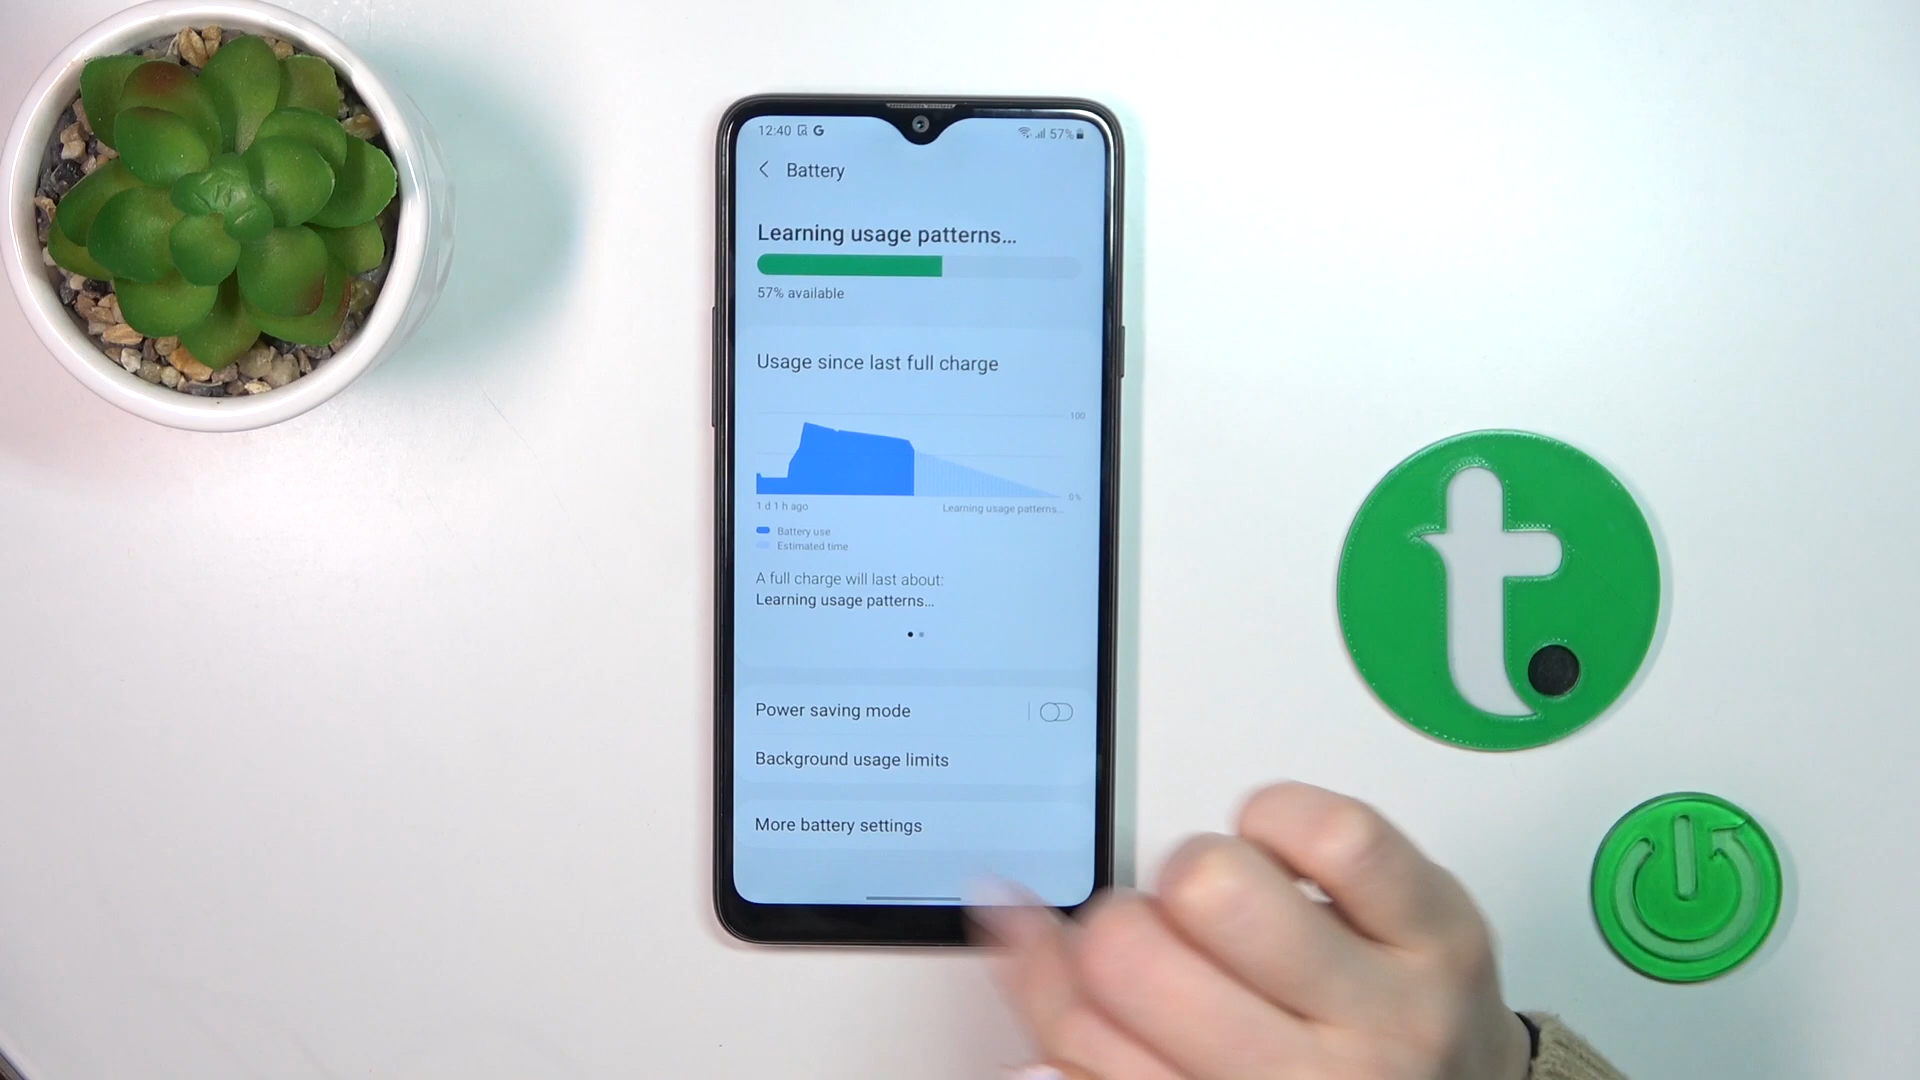 12:40 G 57%
Battery
Learning usage patterns...
57% available
Usage since last full charge
100
0%
1 d 1 h ago
Learning usage patterns...
Battery use
Estimated time
A full charge will last about:
Learning usage patterns...
Power saving mode
Background usage limits
More battery settings
t.